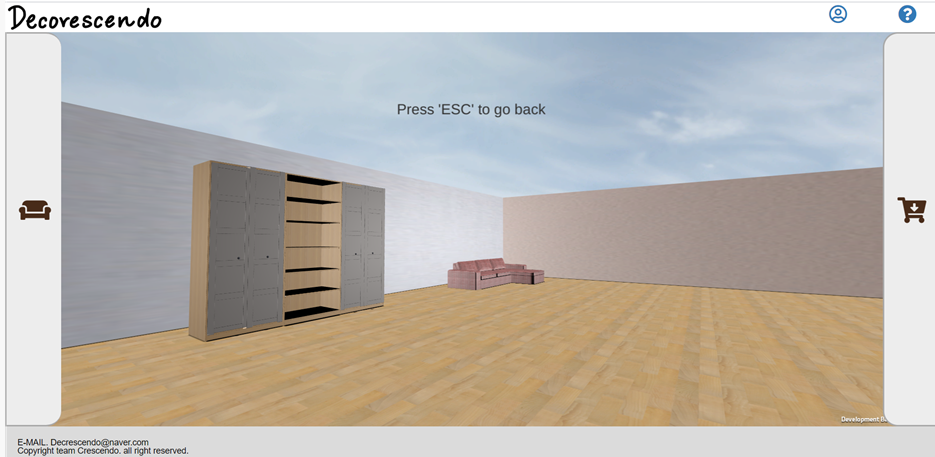 Decorescendo
Press 'ESC' to go back
Development
E-MAIL. Decrescendo@naver.com
Copyright team Crescendo. all right reserved.